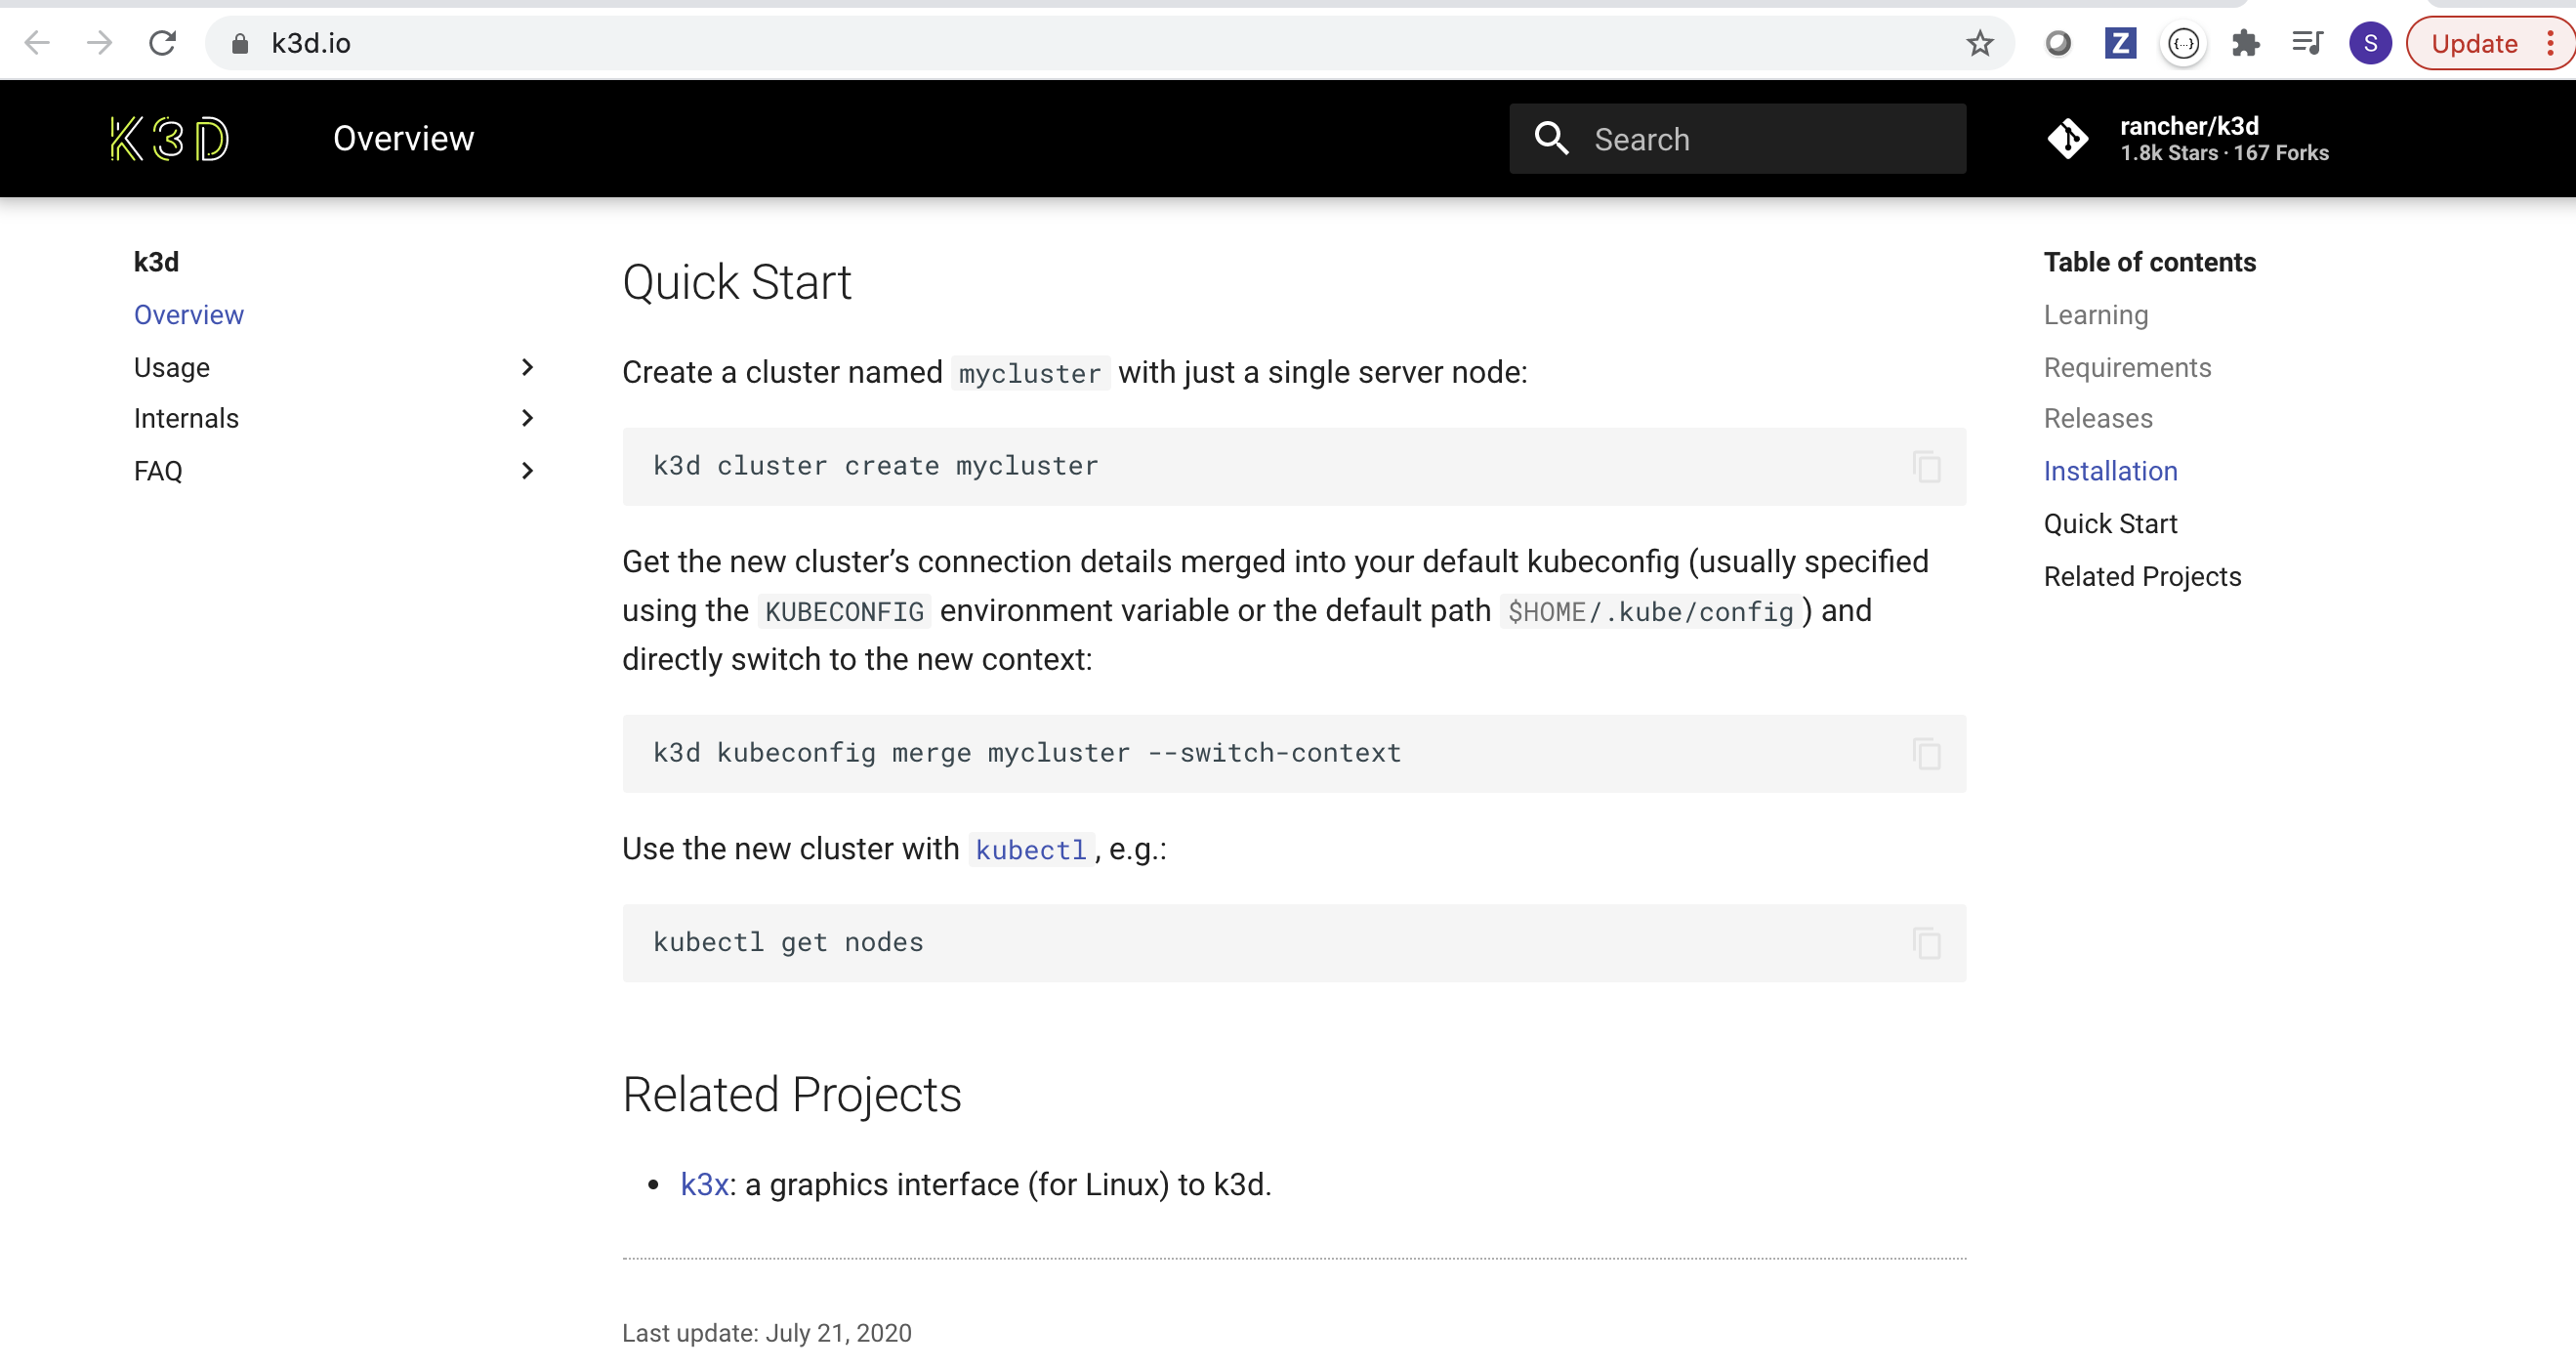 k3d.io
Z
{...}
S
Update
K3D
Overview
Search
rancher/k3d
1.8k Stars · 167 Forks
k3d
Overview
Usage
Internals
FAQ
Quick Start
Create a cluster named mycluster with just a single server node:
k3d cluster create mycluster
Get the new cluster’s connection details merged into your default kubeconfig (usually specified
using the KUBECONFIG environment variable or the default path $HOME/.kube/config) and
directly switch to the new context:
k3d kubeconfig merge mycluster --switch-context
Use the new cluster with kubectl, e.g.:
kubectl get nodes
Related Projects
• k3x: a graphics interface (for Linux) to k3d.
Last update: July 21, 2020
Table of contents
Learning
Requirements
Releases
Installation
Quick Start
Related Projects